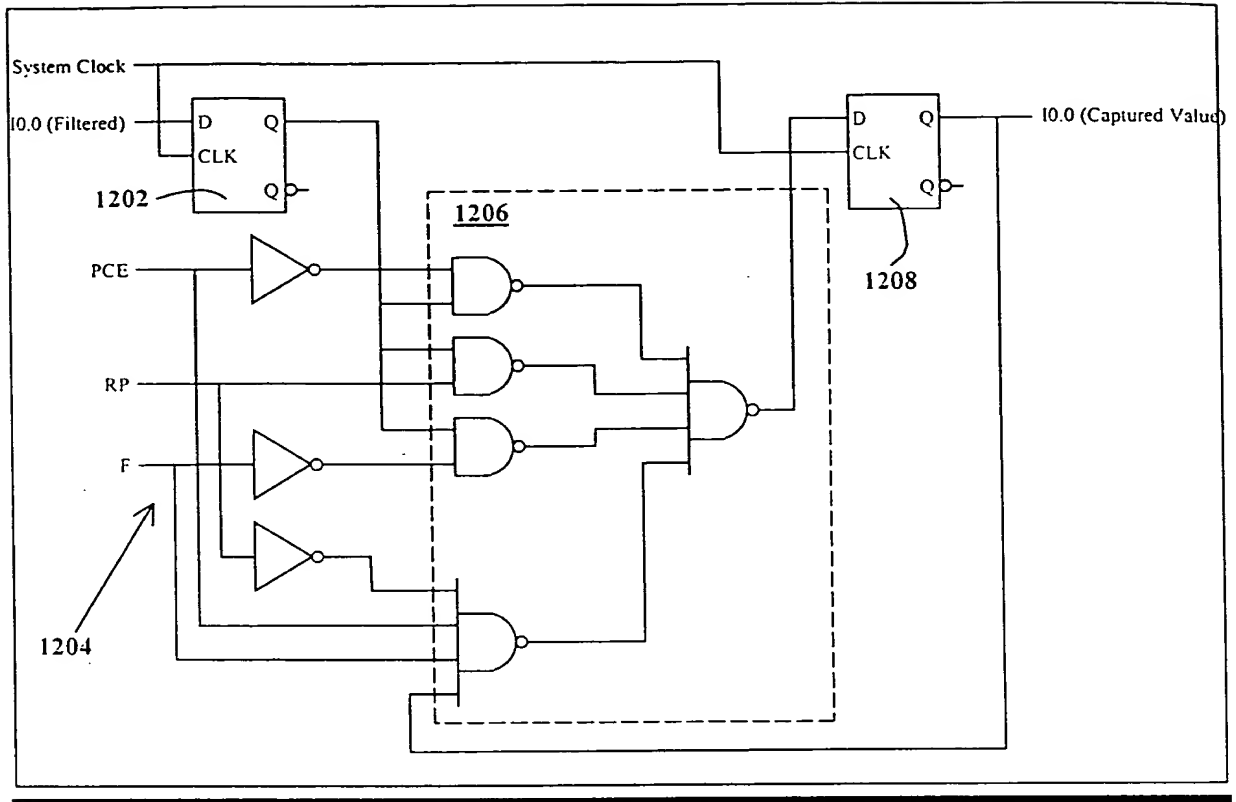 System Clock
I0.0 (Filtered)
D Q
CLK
Q
1202
D Q
CLK
Q
I0.0 (Captured Value)
1206
1208
PCE
RP
F
1204